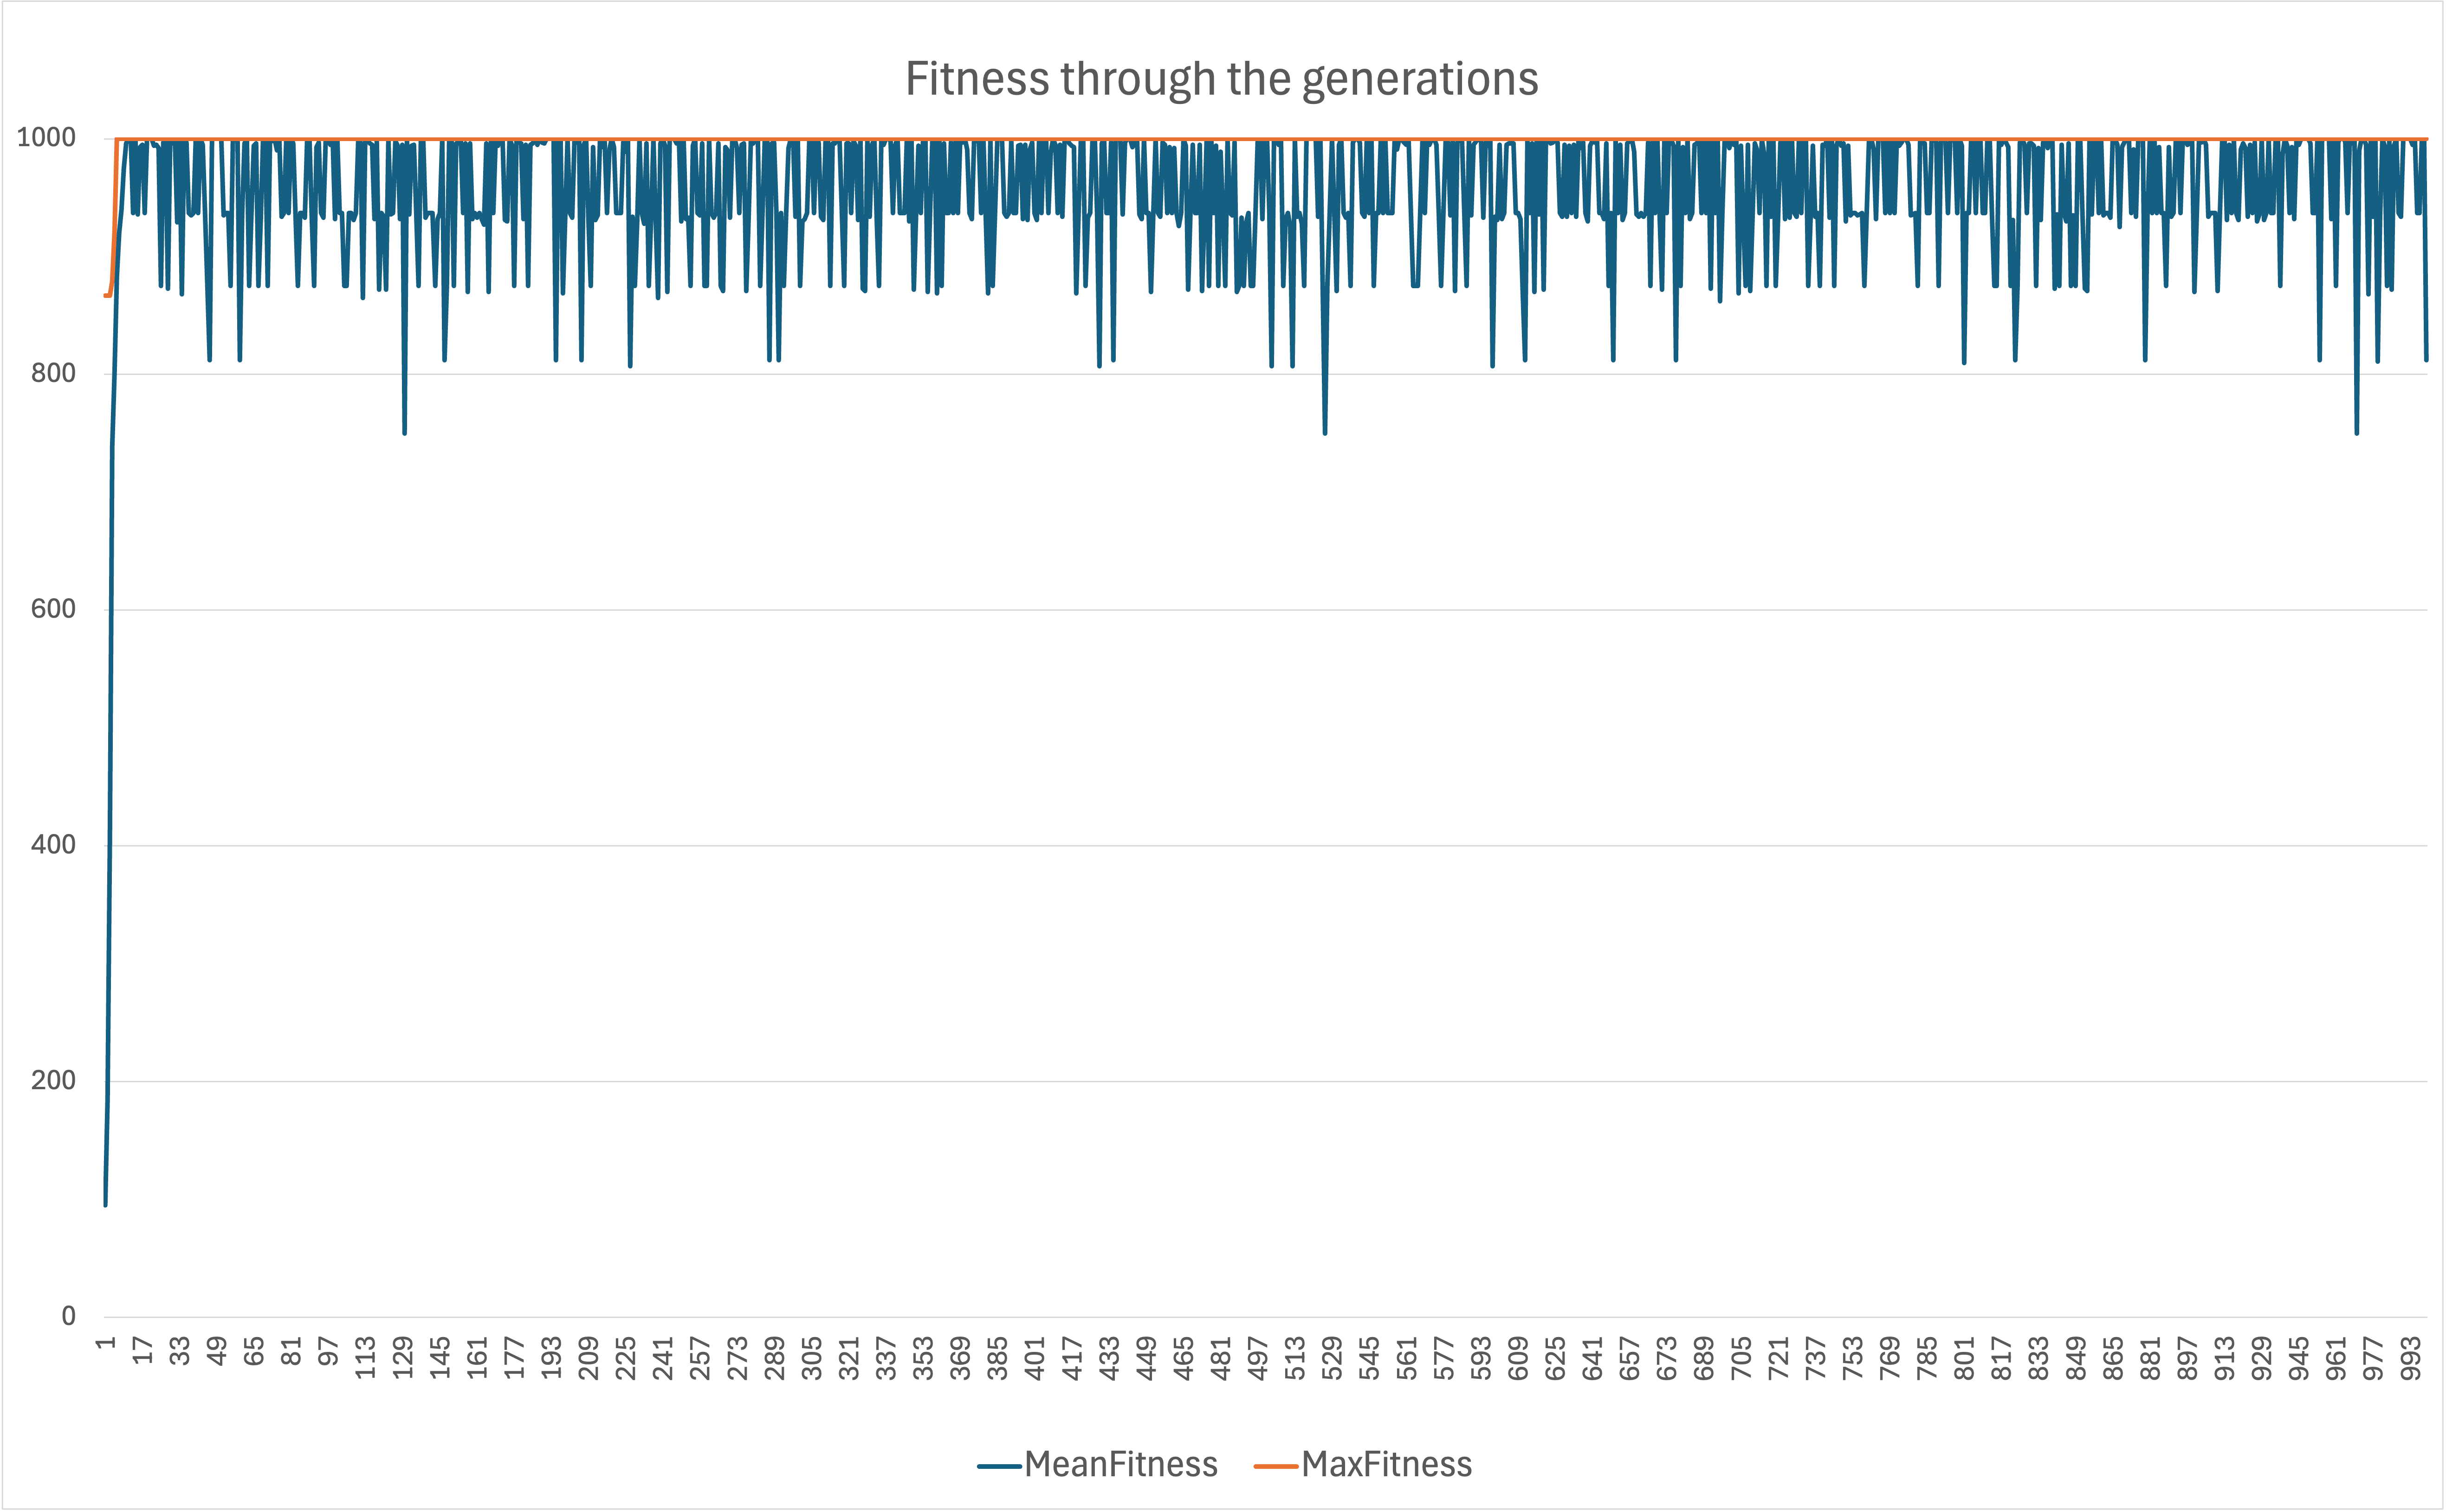 Fitness through the generations
1000
800
600
400
200
0
1 17 33 49 65 81 97 113 129 145 161 177 193 209 225 241 257 273 289 305 321 337 353 369 385 401 417 433 449 465 481 497 513 529 545 561 577 593 609 625 641 657 673 689 705 721 737 753 769 785 801 817 833 849 865 881 897 913 929 945 961 977 993
MeanFitness MaxFitness